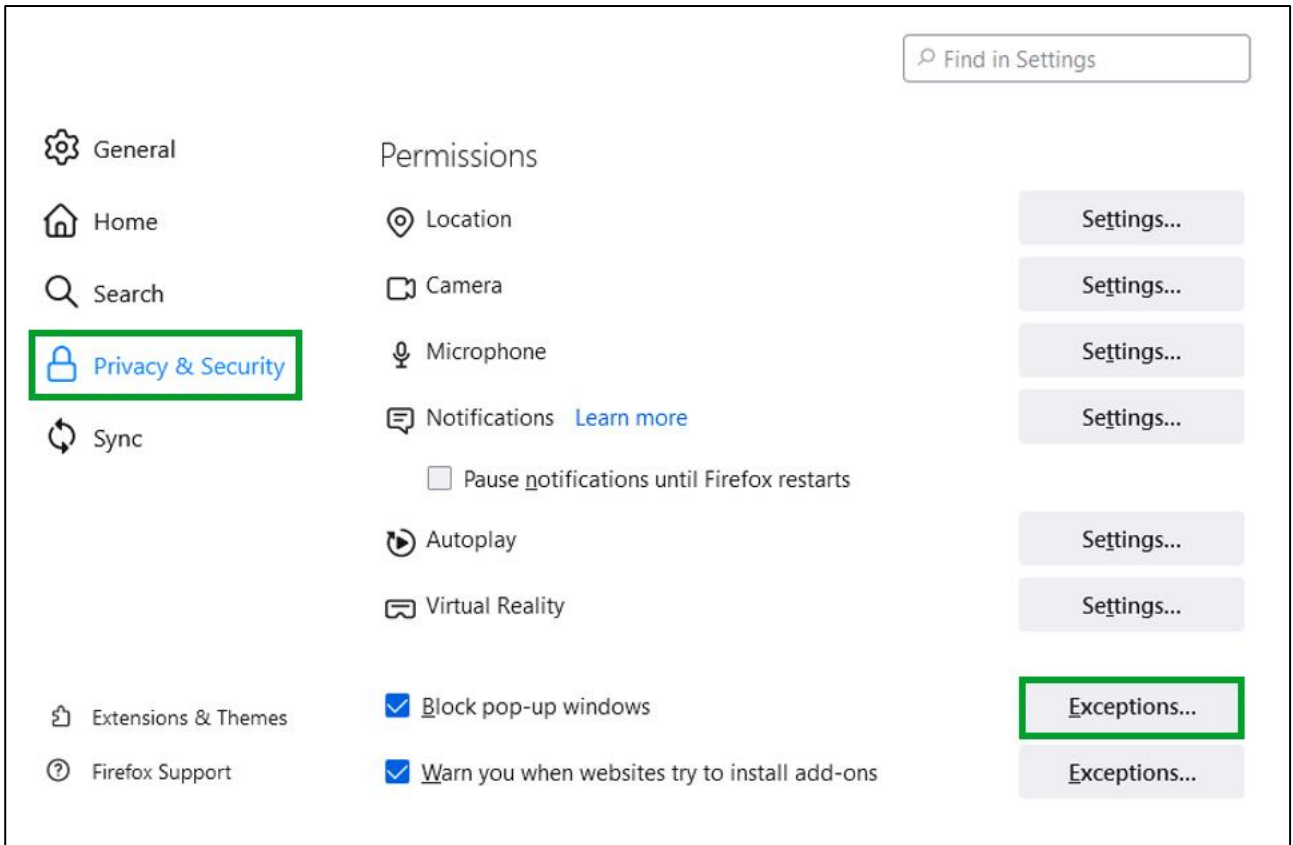 Find in Settings
General
Home
Search
Privacy & Security
Sync
Extensions & Themes
Firefox Support
Permissions
Location Settings...
Camera Settings...
Microphone Settings...
Notifications Learn more Settings...
Pause notifications until Firefox restarts
Autoplay Settings...
Virtual Reality Settings...
Block pop-up windows Exceptions...
Warn you when websites try to install add-ons Exceptions...